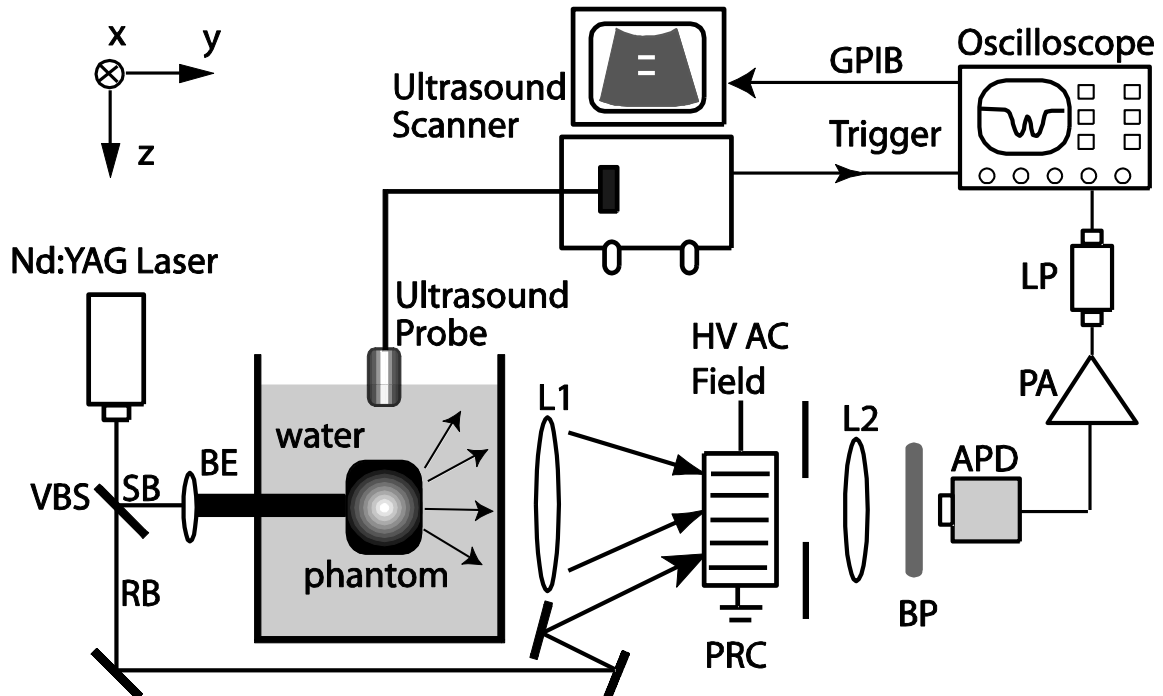 x
y
z
Ultrasound
Scanner
GPIB
Trigger
Oscilloscope
Nd:YAG Laser
Ultrasound
Probe
LP
HV AC
Field
PA
L1
L2
water
BE
VBS
SB
APD
phantom
RB
BP
PRC